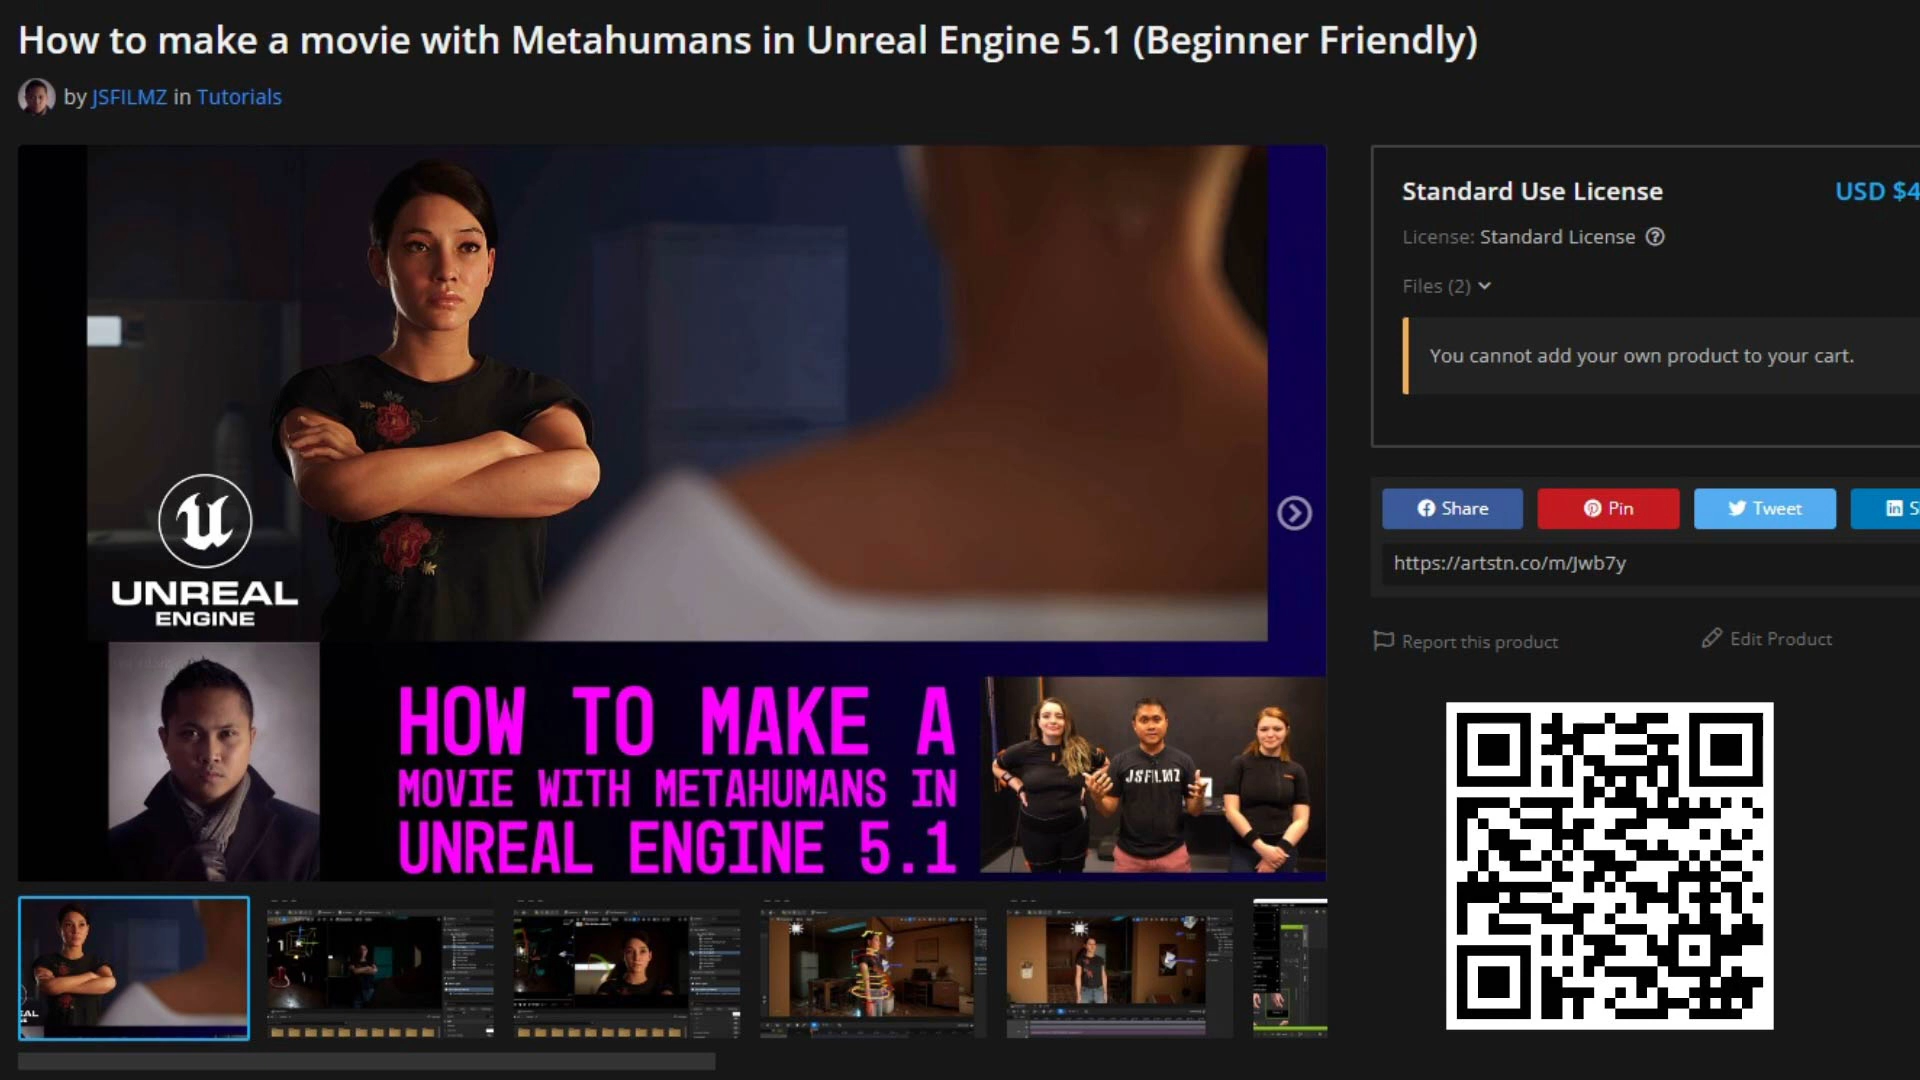 How to make a movie with Metahumans in Unreal Engine 5.1 (Beginner Friendly)
by JSFILMZ in Tutorials
UNREAL
ENGINE
HOW TO MAKE A
MOVIE WITH METAHUMANS IN
UNREAL ENGINE 5.1
JSFILMZ
Standard Use License USD $4
License: Standard License
Files (2)
You cannot add your own product to your cart.
Share Pin Tweet S
https://artstn.co/m/Jwb7y
Report this product Edit Product